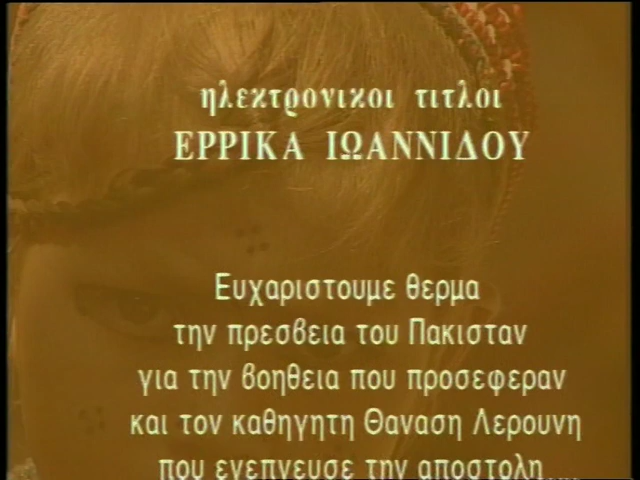 ηλεκτρονικοι τιτλοι
ΕΡΡΙΚΑ ΙΩΑΝΝΙΔΟΥ
Ευχαριστουμε θερμα
την πρεσβεια του Πακισταν
για την βοηθεια που προσεφεραν
και τον καθηγητη Θαναση Λερουνη
που ενεπνευσε την αποστολη